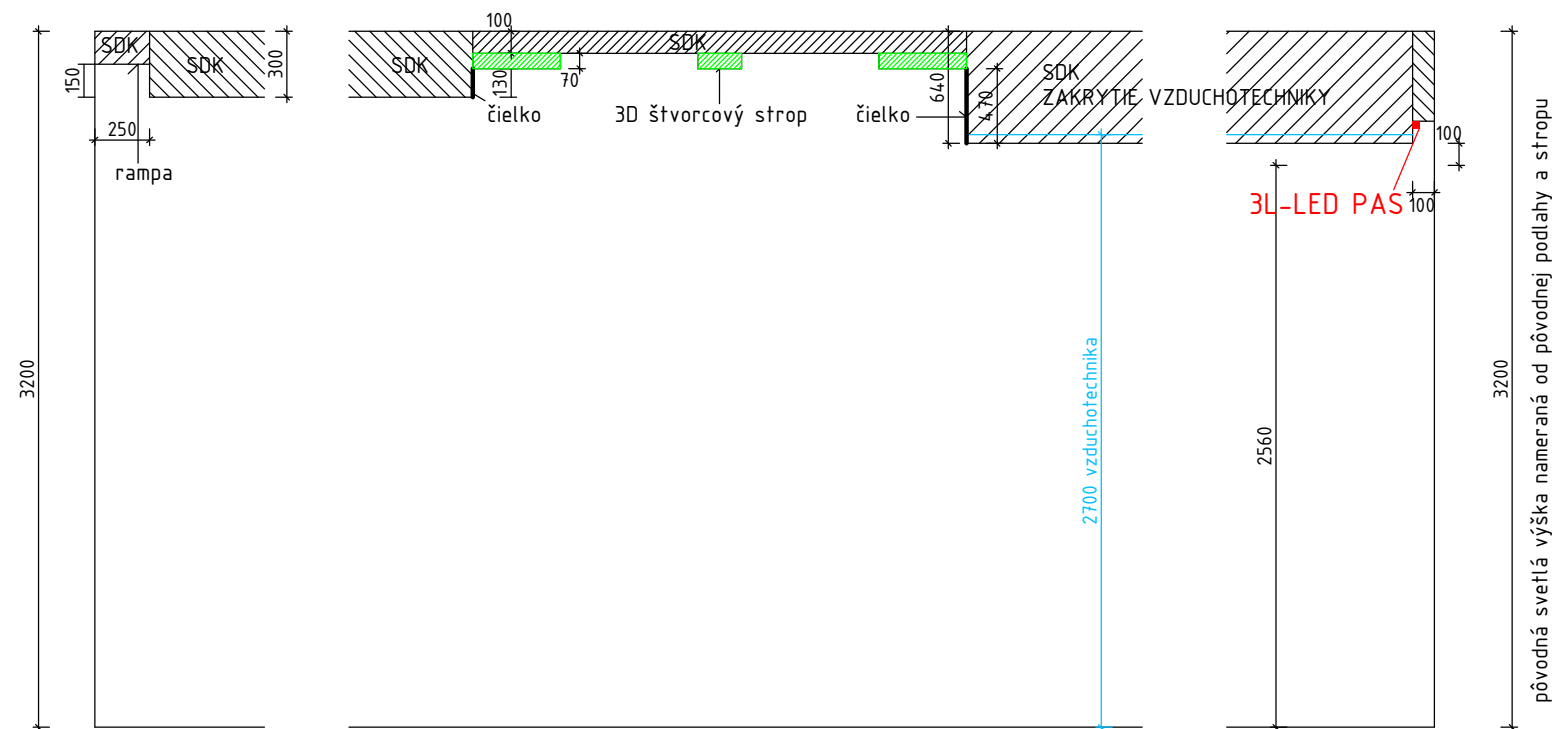 100
SDK
SDK
SDK
SDK
300
150
250
rampa
čielko
130
70
3D štvorcový strop
čielko
640
470
SDK
ZAKRYTIE VZDUCHOTECHNIKY
100
3L-LED PAS
100
3200
2700 vzduchotechnika
2560
3200
pôvodná svetlá výška nameraná od pôvodnej podlahy a stropu